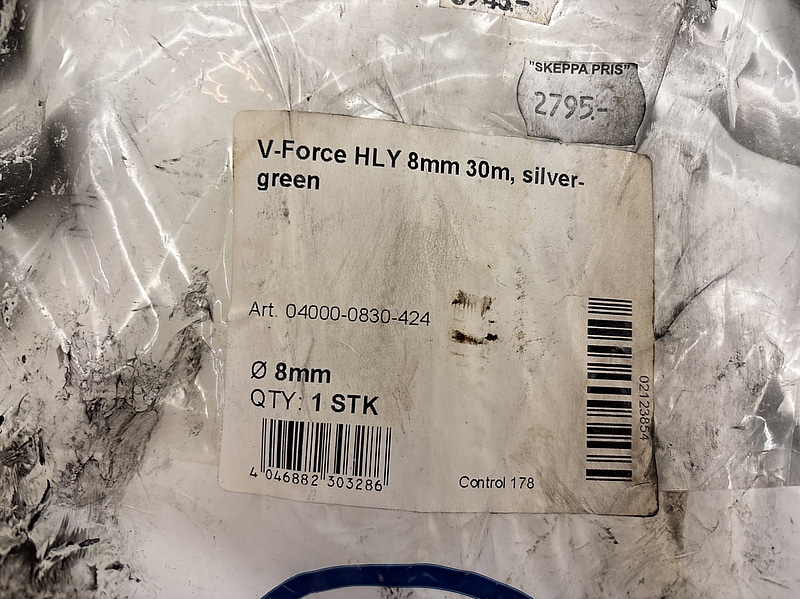 "SKEPPA PRIS"
2795.-
V-Force HLY 8mm 30m, silver-
green
Art. 04000-0830-424
Ø 8mm
QTY: 1 STK
4 046882 303286
Control 178
02123854